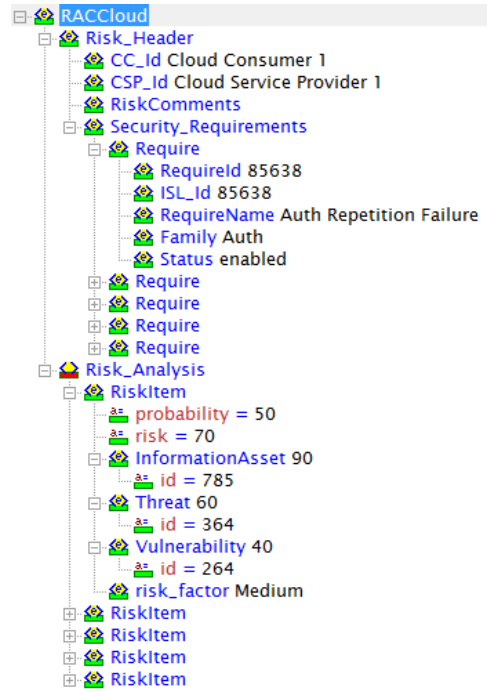 RACCloud
Risk_Header
CC_Id Cloud Consumer 1
CSP_Id Cloud Service Provider 1
RiskComments
Security_Requirements
Require
RequireId 85638
ISL_Id 85638
RequireName Auth Repetition Failure
Family Auth
Status enabled
Require
Require
Require
Require
Risk_Analysis
RiskItem
probability = 50
risk = 70
InformationAsset 90
id = 785
Threat 60
id = 364
Vulnerability 40
id = 264
risk_factor Medium
RiskItem
RiskItem
RiskItem
RiskItem